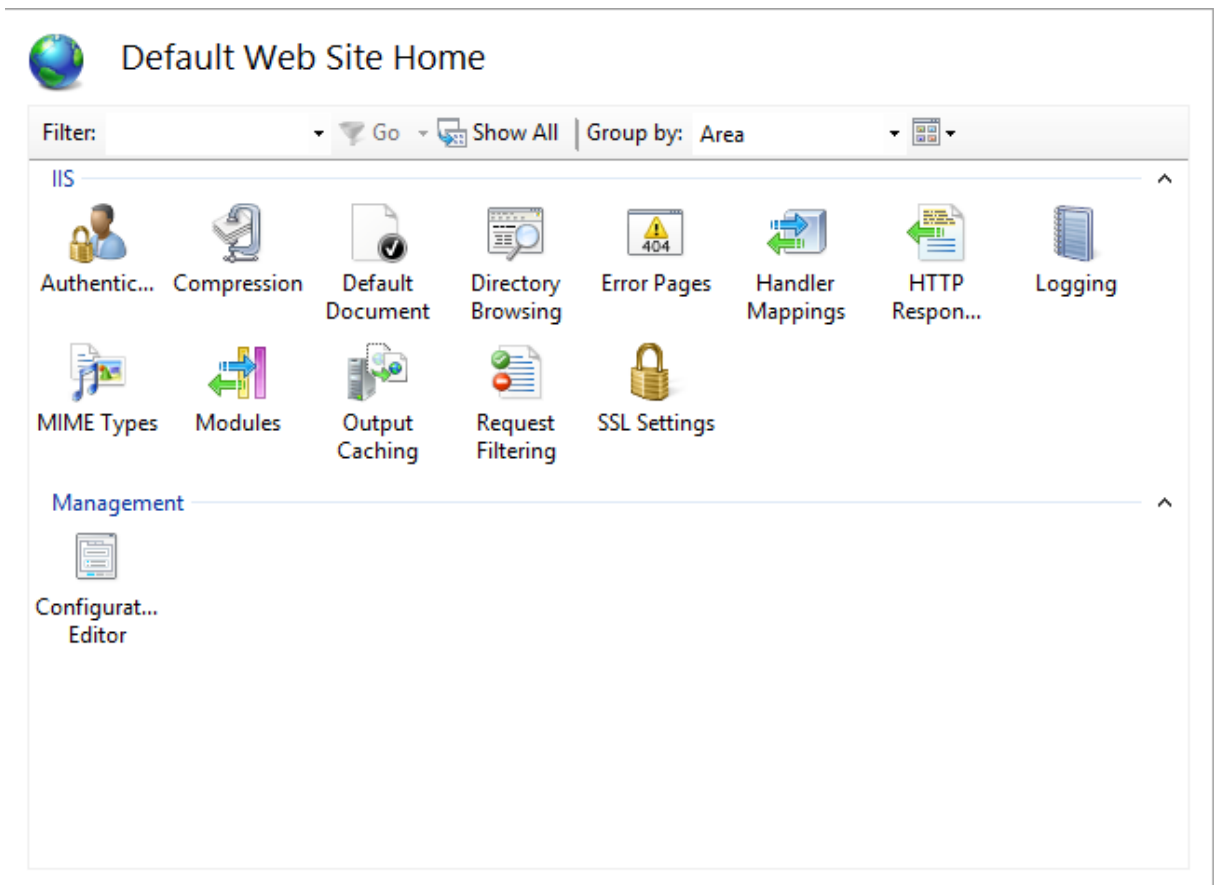 Default Web Site Home
Filter: Go Show All Group by: Area
IIS
Authentic... Compression Default Directory Error Pages Handler HTTP Logging
Document Browsing Mappings Respon...
404
MIME Types Modules Output Request SSL Settings
Caching Filtering
Management
Configurat...
Editor